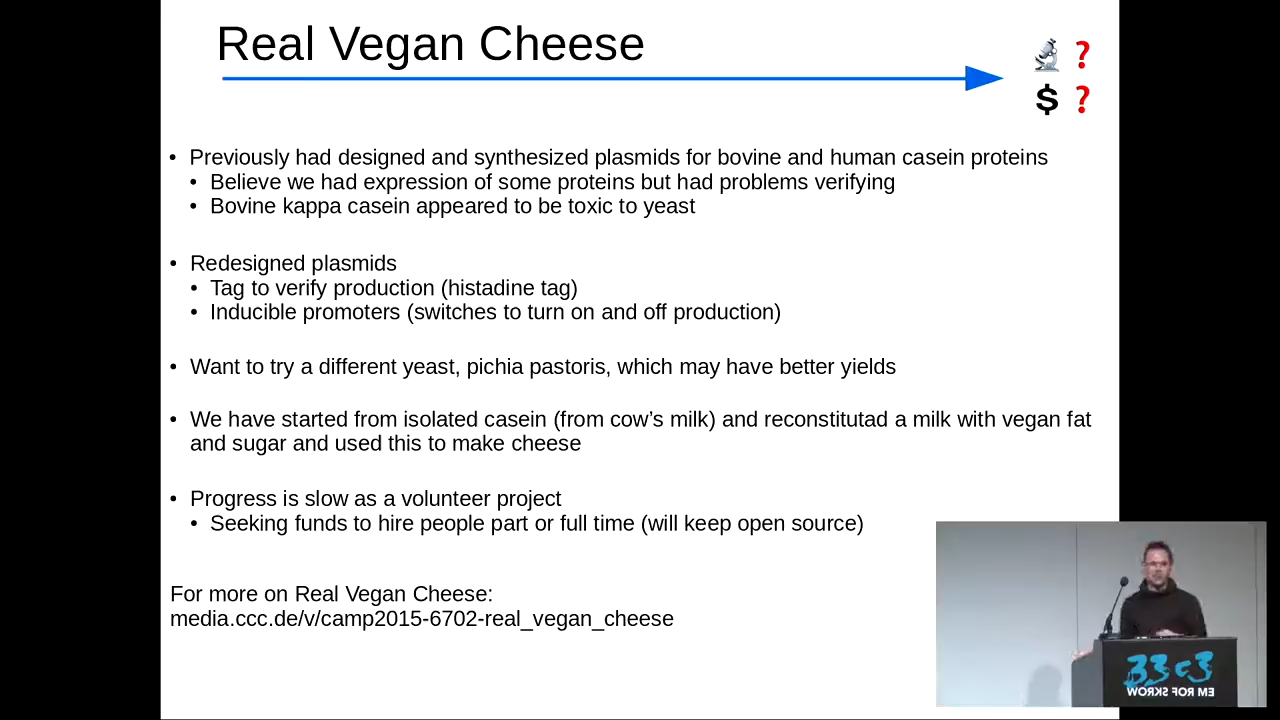 Real Vegan Cheese
?
$ ?
• Previously had designed and synthesized plasmids for bovine and human casein proteins
• Believe we had expression of some proteins but had problems verifying
• Bovine kappa casein appeared to be toxic to yeast
• Redesigned plasmids
• Tag to verify production (histadine tag)
• Inducible promoters (switches to turn on and off production)
• Want to try a different yeast, pichia pastoris, which may have better yields
• We have started from isolated casein (from cow’s milk) and reconstitutad a milk with vegan fat
and sugar and used this to make cheese
• Progress is slow as a volunteer project
• Seeking funds to hire people part or full time (will keep open source)
For more on Real Vegan Cheese:
media.ccc.de/v/camp2015-6702-real_vegan_cheese
33c3
WORKS FOR ME